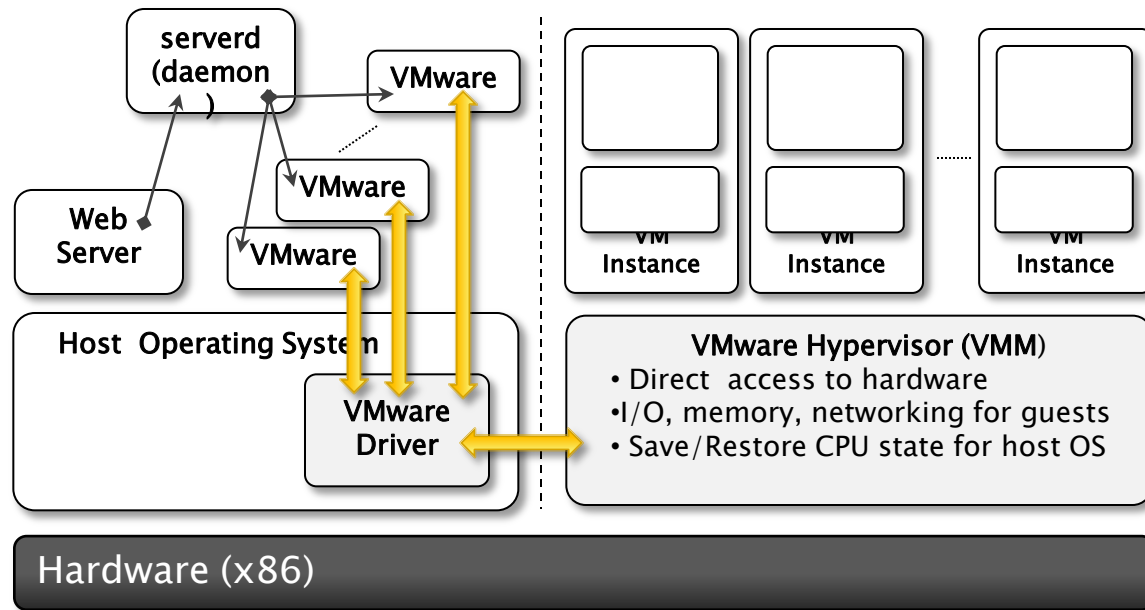 serverd
(daemon
)
VMware
VMware
VMware
Web
Server
Host Operating System
VMware
Driver
VM
Instance
VM
Instance
VM
Instance
VMware Hypervisor (VMM)
• Direct access to hardware
•I/O, memory, networking for guests
• Save/Restore CPU state for host OS
Hardware (x86)